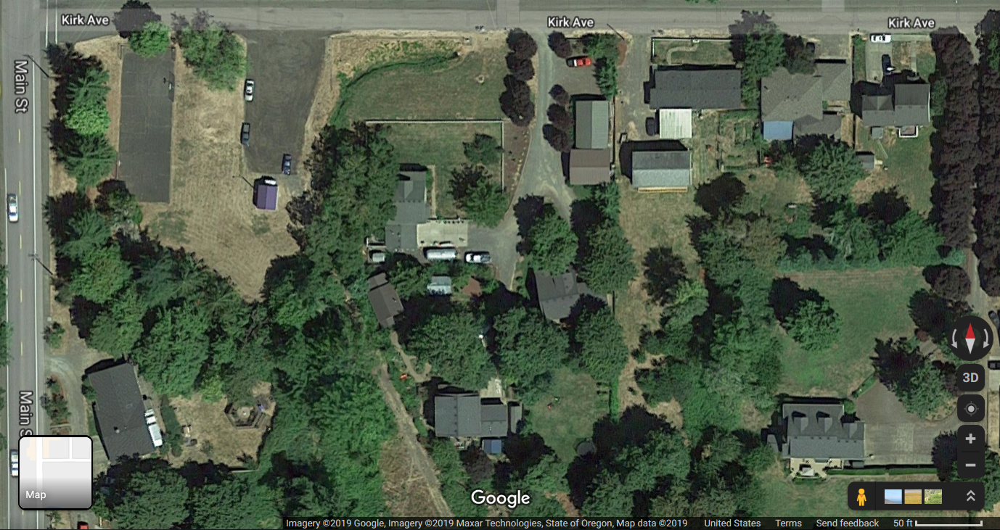 Kirk Ave
Kirk Ave
Kirk Ave
Main St
Main S
Map
Google
3D
Imagery ©2019 Google, Imagery ©2019 Maxar Technologies, State of Oregon, Map data ©2019 United States Terms Send feedback 50 ft